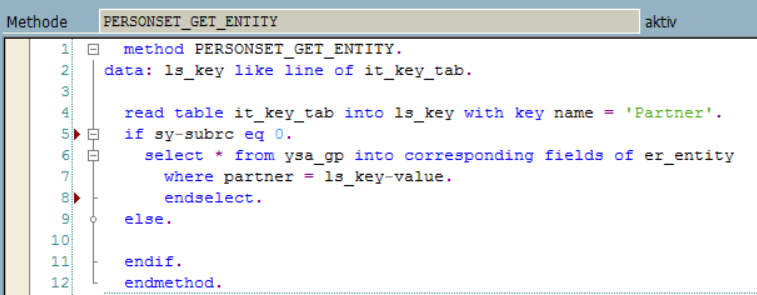 Methode PERSONSET_GET_ENTITY aktiv
1 method PERSONSET_GET_ENTITY.
2 data: ls_key like line of it_key_tab.
3
4 read table it_key_tab into ls_key with key name = 'Partner'.
5 if sy-subrc eq 0.
6 select * from ysa_gp into corresponding fields of er_entity
7 where partner = ls_key-value.
8 endselect.
9 else.
10
11 endif.
12 endmethod.